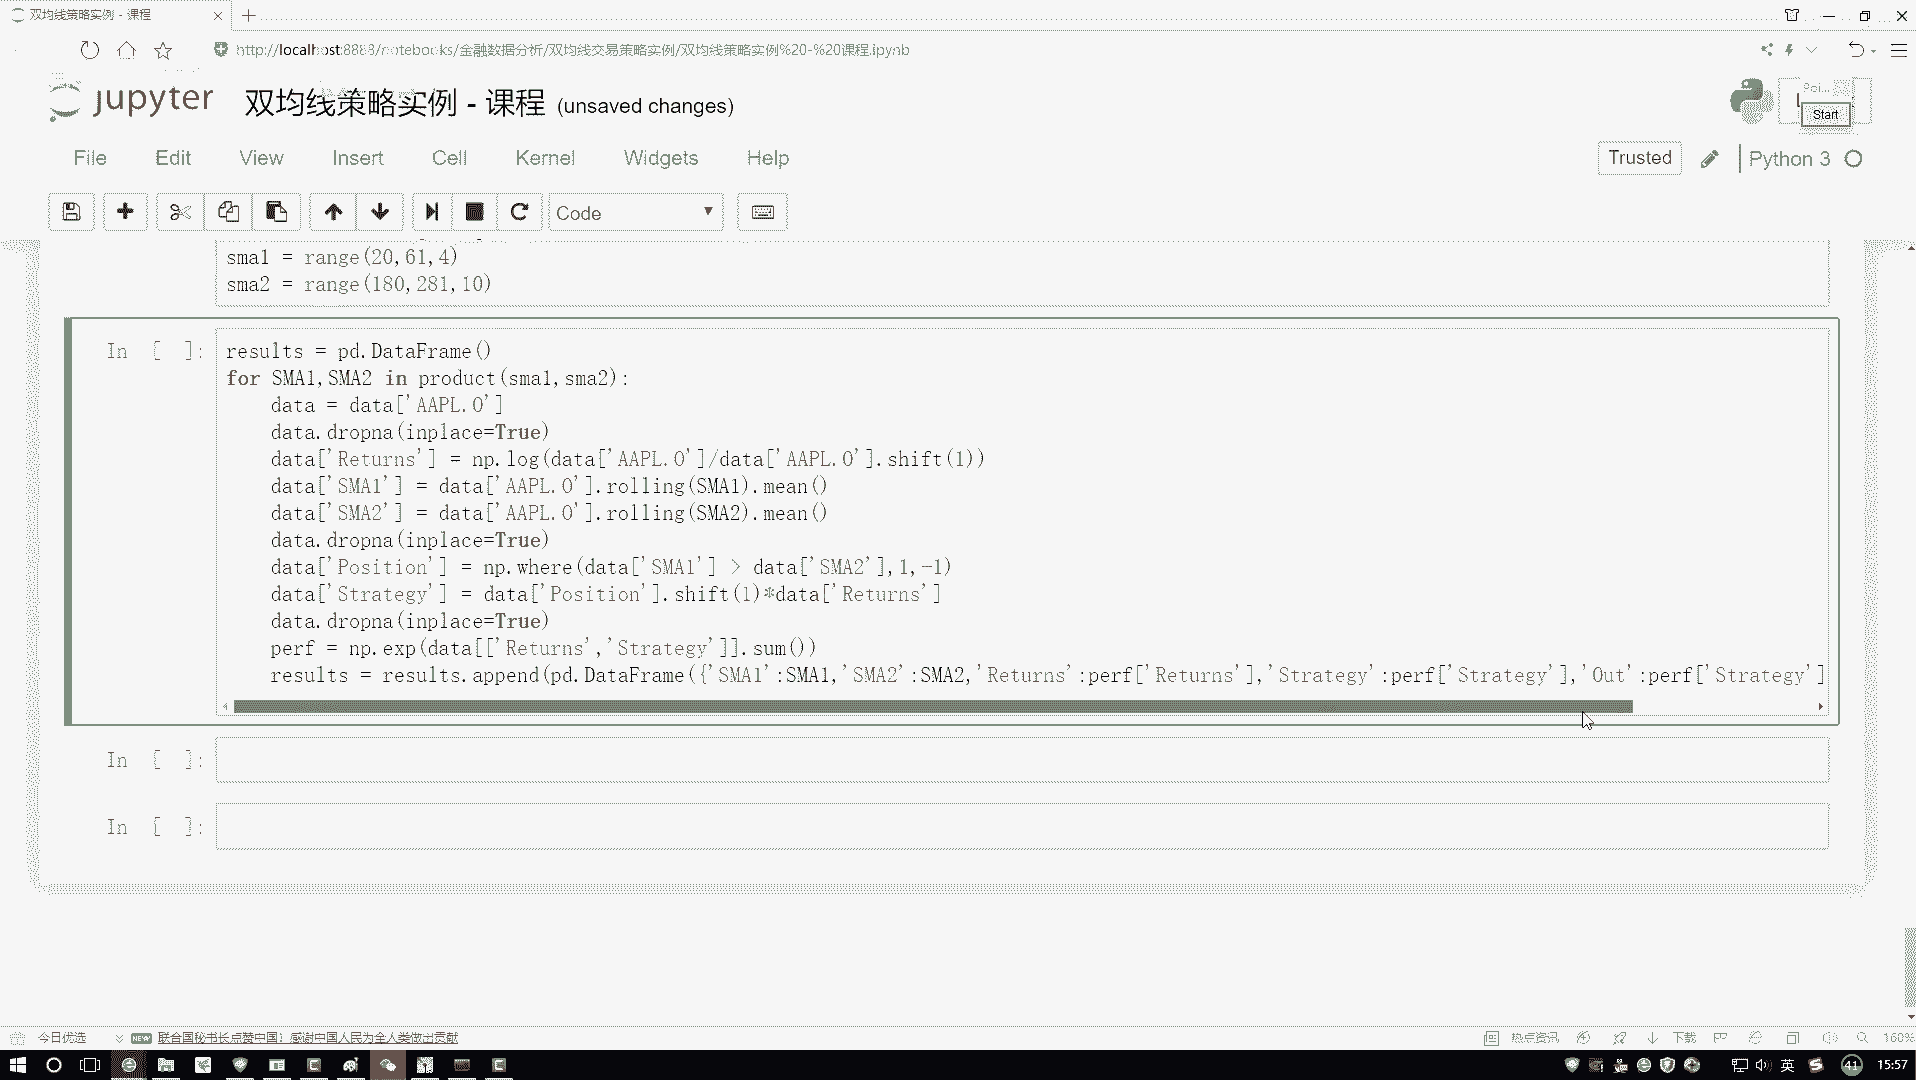 双均线策略实例 - 课程
http://localhost:8888/notebooks/金融数据分析/双均线交易策略实例/双均线策略实例%20-%20课程.ipynb
jupyter 双均线策略实例 - 课程 (unsaved changes)
Start
File Edit View Insert Cell Kernel Widgets Help
Trusted Python 3
Code
sma1 = range(20,61,4)
sma2 = range(180,281,10)
In [ ]: results = pd.DataFrame()
for SMA1,SMA2 in product(sma1,sma2):
data = data['AAPL.O']
data.dropna(inplace=True)
data['Returns'] = np.log(data['AAPL.O']/data['AAPL.O'].shift(1))
data['SMA1'] = data['AAPL.O'].rolling(SMA1).mean()
data['SMA2'] = data['AAPL.O'].rolling(SMA2).mean()
data.dropna(inplace=True)
data['Position'] = np.where(data['SMA1'] > data['SMA2'],1,-1)
data['Strategy'] = data['Position'].shift(1)*data['Returns']
data.dropna(inplace=True)
perf = np.exp(data[['Returns','Strategy']].sum())
results = results.append(pd.DataFrame({'SMA1':SMA1,'SMA2':SMA2,'Returns':perf['Returns'],'Strategy':perf['Strategy'],'Out':perf['Strategy']
In [ ]:
In [ ]:
今日优选 NEW 联合国秘书长点赞中国！感谢中国人民为全人类做出贡献 热点资讯 下载 160%
英 41 15:57